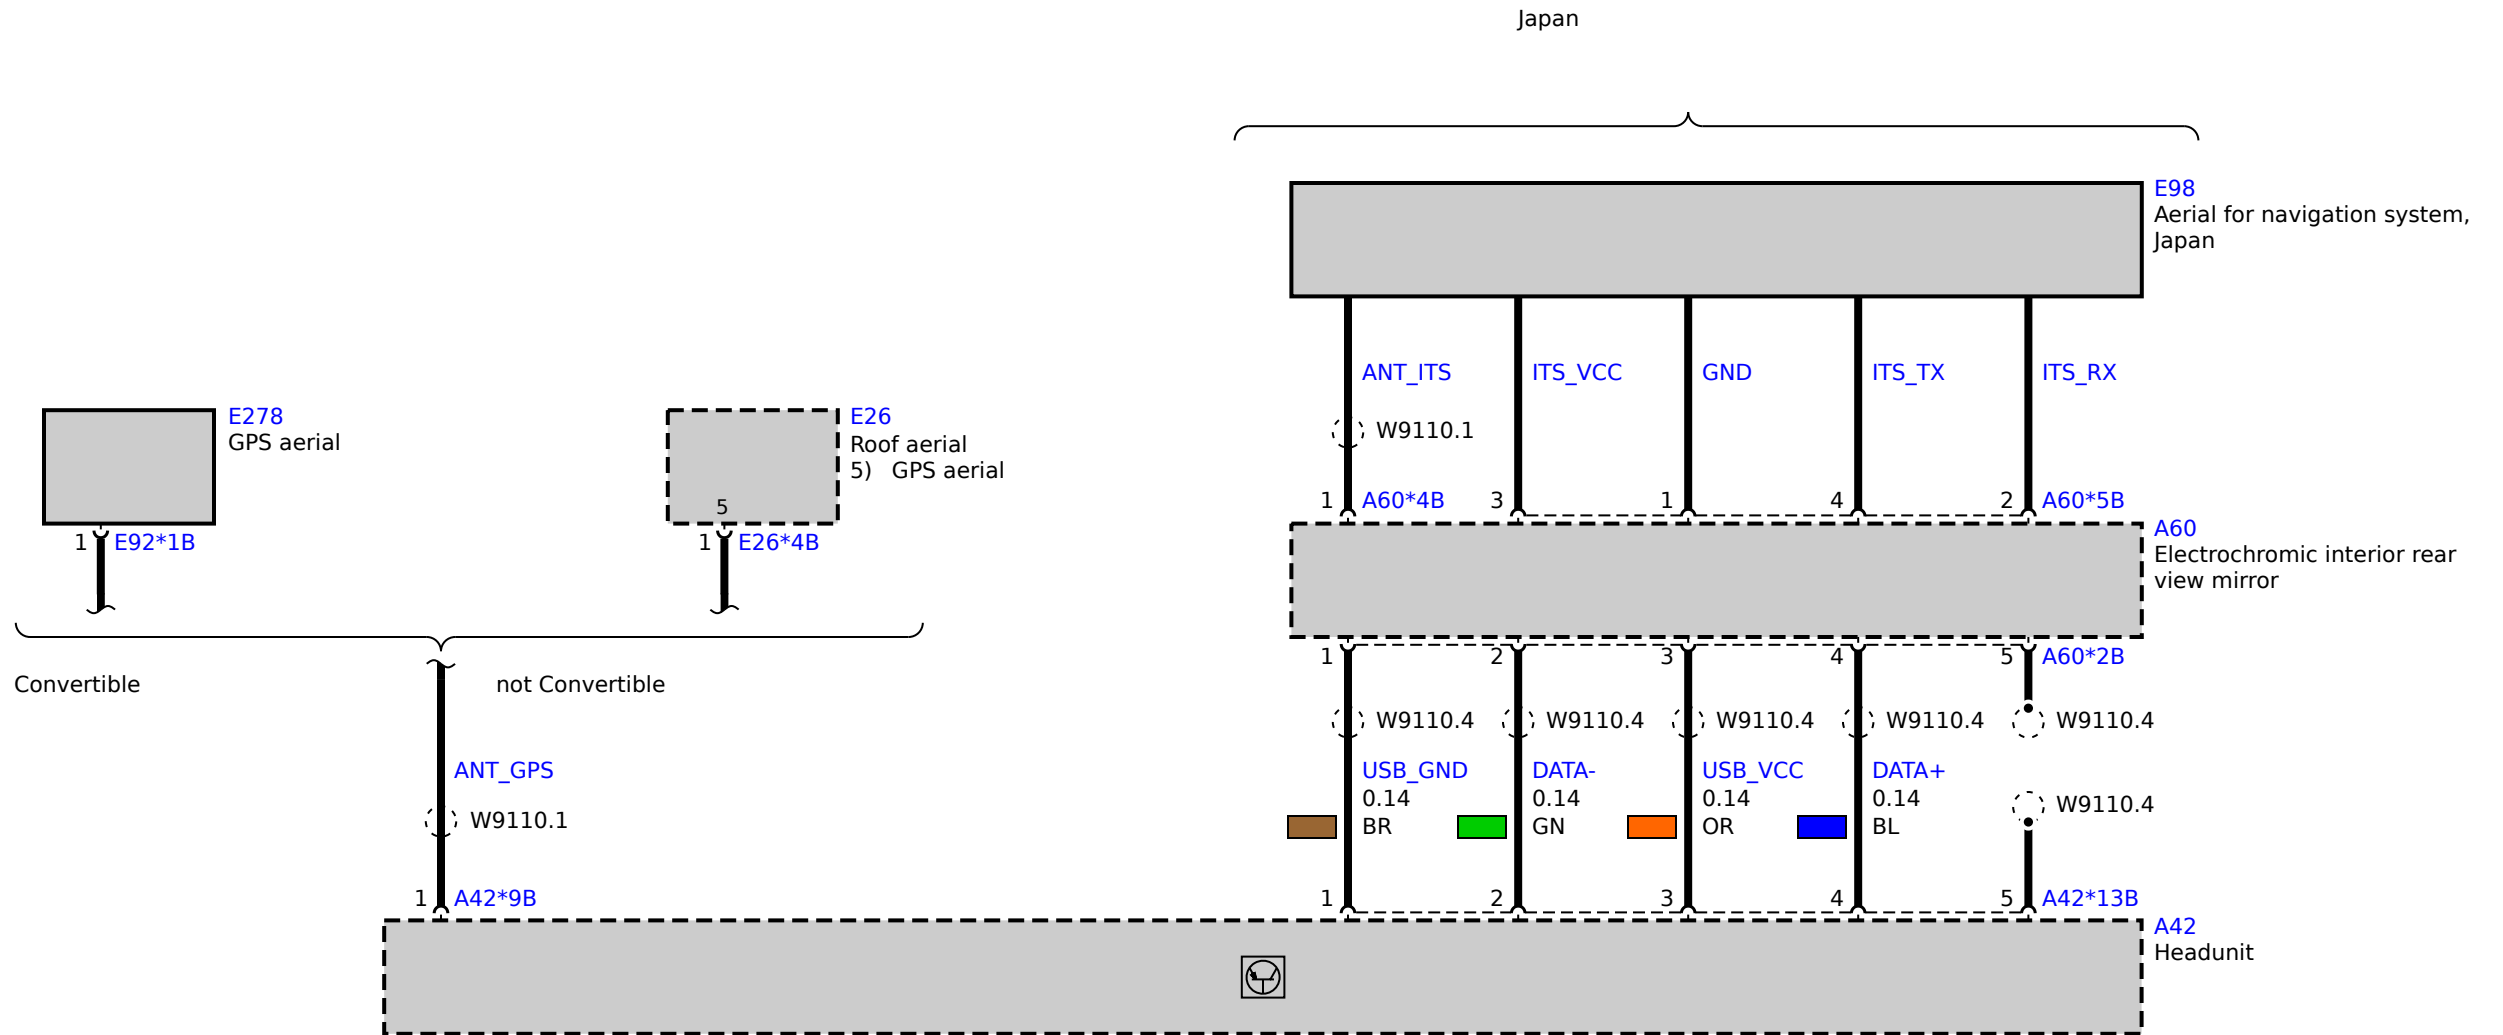 Japan
E98
Aerial for navigation system,
Japan
ANT_ITS
ITS_VCC
GND
ITS_TX
ITS_RX
E278
GPS aerial
E26
Roof aerial
5) GPS aerial
5
W9110.1
1 A60*4B 3 1 4 2 A60*5B
A60
Electrochromic interior rear
view mirror
1 E92*1B
1 E26*4B
1 2 3 4 5 A60*2B
Convertible
not Convertible
W9110.4 W9110.4 W9110.4 W9110.4 W9110.4
ANT_GPS
USB_GND
0.14
BR
DATA-
0.14
GN
USB_VCC
0.14
OR
DATA+
0.14
BL
W9110.4
W9110.1
1 A42*9B
1 2 3 4 5 A42*13B
A42
Headunit